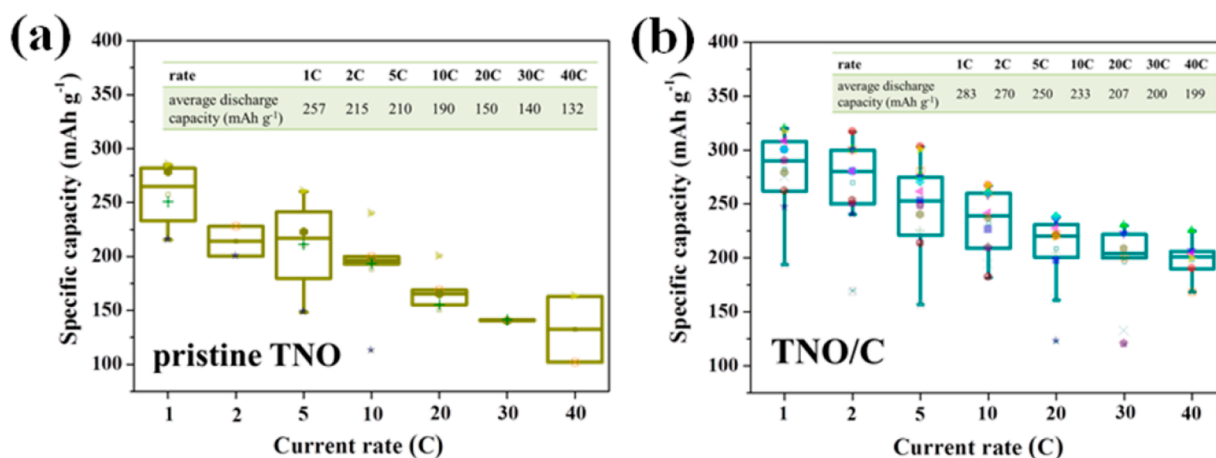 (a)
400
350
300
250
200
150
100
Specific capacity (mAh g⁻¹)
rate 1C 2C 5C 10C 20C 30C 40C
average discharge
capacity (mAh g⁻¹) 257 215 210 190 150 140 132
pristine TNO
1 2 5 10 20 30 40
Current rate (C)
(b)
400
350
300
250
200
150
100
Specific capacity (mAh g⁻¹)
rate 1C 2C 5C 10C 20C 30C 40C
average discharge
capacity (mAh g⁻¹) 283 270 250 233 207 200 199
TNO/C
1 2 5 10 20 30 40
Current rate (C)